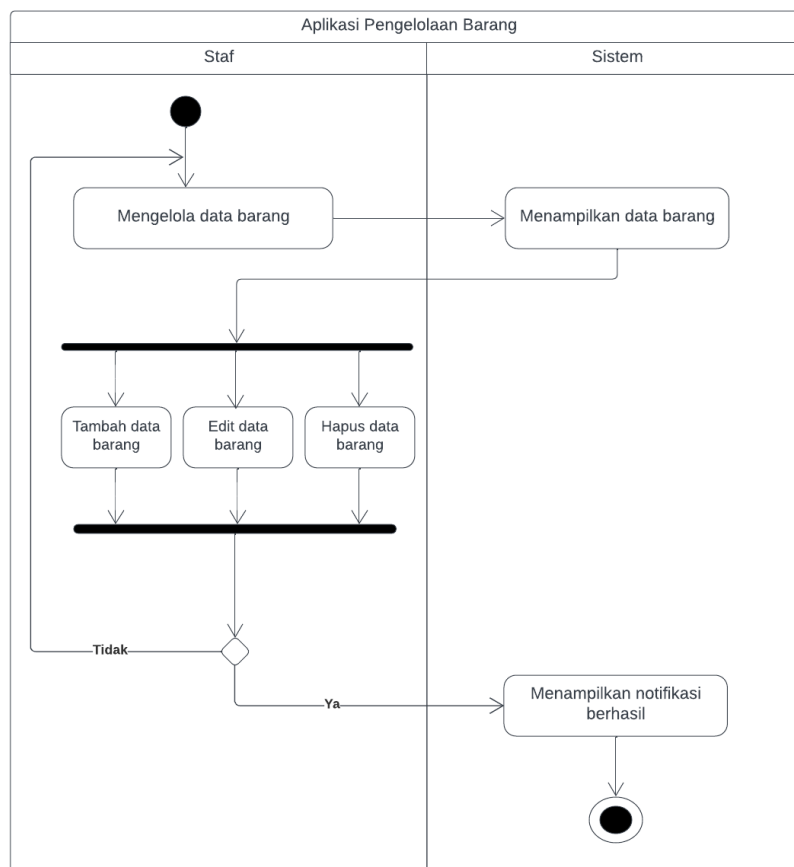 Aplikasi Pengelolaan Barang
Staf
Sistem
Mengelola data barang
Menampilkan data barang
Tambah data
barang
Edit data
barang
Hapus data
barang
Tidak
Ya
Menampilkan notifikasi
berhasil